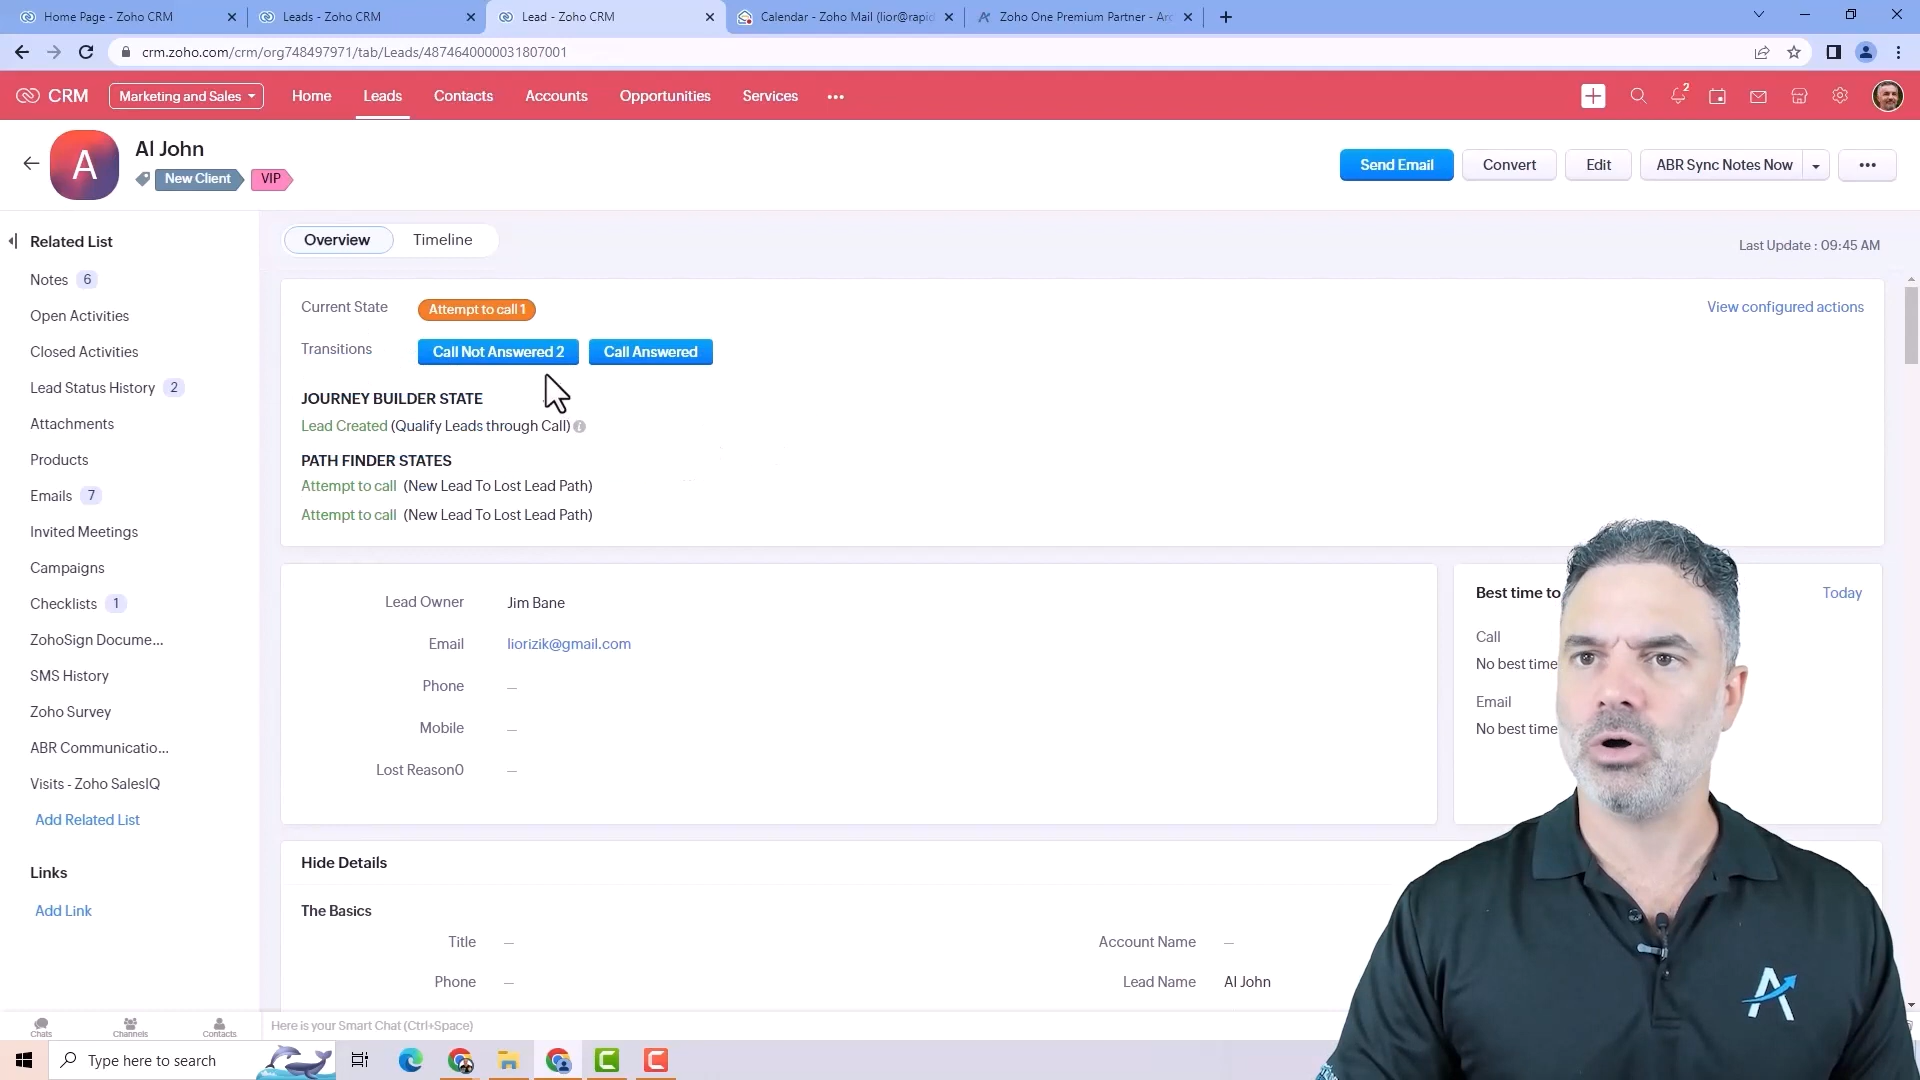 Home Page - Zoho CRM
Leads - Zoho CRM
Lead - Zoho CRM
Calendar - Zoho Mail (lior@rapid
Zoho One Premium Partner - Arc
crm.zoho.com/crm/org748497971/tab/Leads/4874640000031807001
CRM
Marketing and Sales
Home
Leads
Contacts
Accounts
Opportunities
Services
2
A
Al John
New Client
VIP
Send Email
Convert
Edit
ABR Sync Notes Now
Related List
Notes 6
Open Activities
Closed Activities
Lead Status History 2
Attachments
Products
Emails 7
Invited Meetings
Campaigns
Checklists 1
ZohoSign Docume...
SMS History
Zoho Survey
ABR Communicatio...
Visits - Zoho SalesIQ
Add Related List
Links
Add Link
Overview
Timeline
Last Update : 09:45 AM
Current State
Attempt to call 1
View configured actions
Transitions
Call Not Answered 2
Call Answered
JOURNEY BUILDER STATE
Lead Created (Qualify Leads through Call)
PATH FINDER STATES
Attempt to call (New Lead To Lost Lead Path)
Attempt to call (New Lead To Lost Lead Path)
Lead Owner
Jim Bane
Email
liorizik@gmail.com
Phone
—
Mobile
—
Lost Reason0
—
Best time to
Today
Call
No best time
Email
No best time
Hide Details
The Basics
Title
—
Account Name
—
Phone
—
Lead Name
Al John
Chats
Channels
Contacts
Here is your Smart Chat (Ctrl+Space)
Type here to search